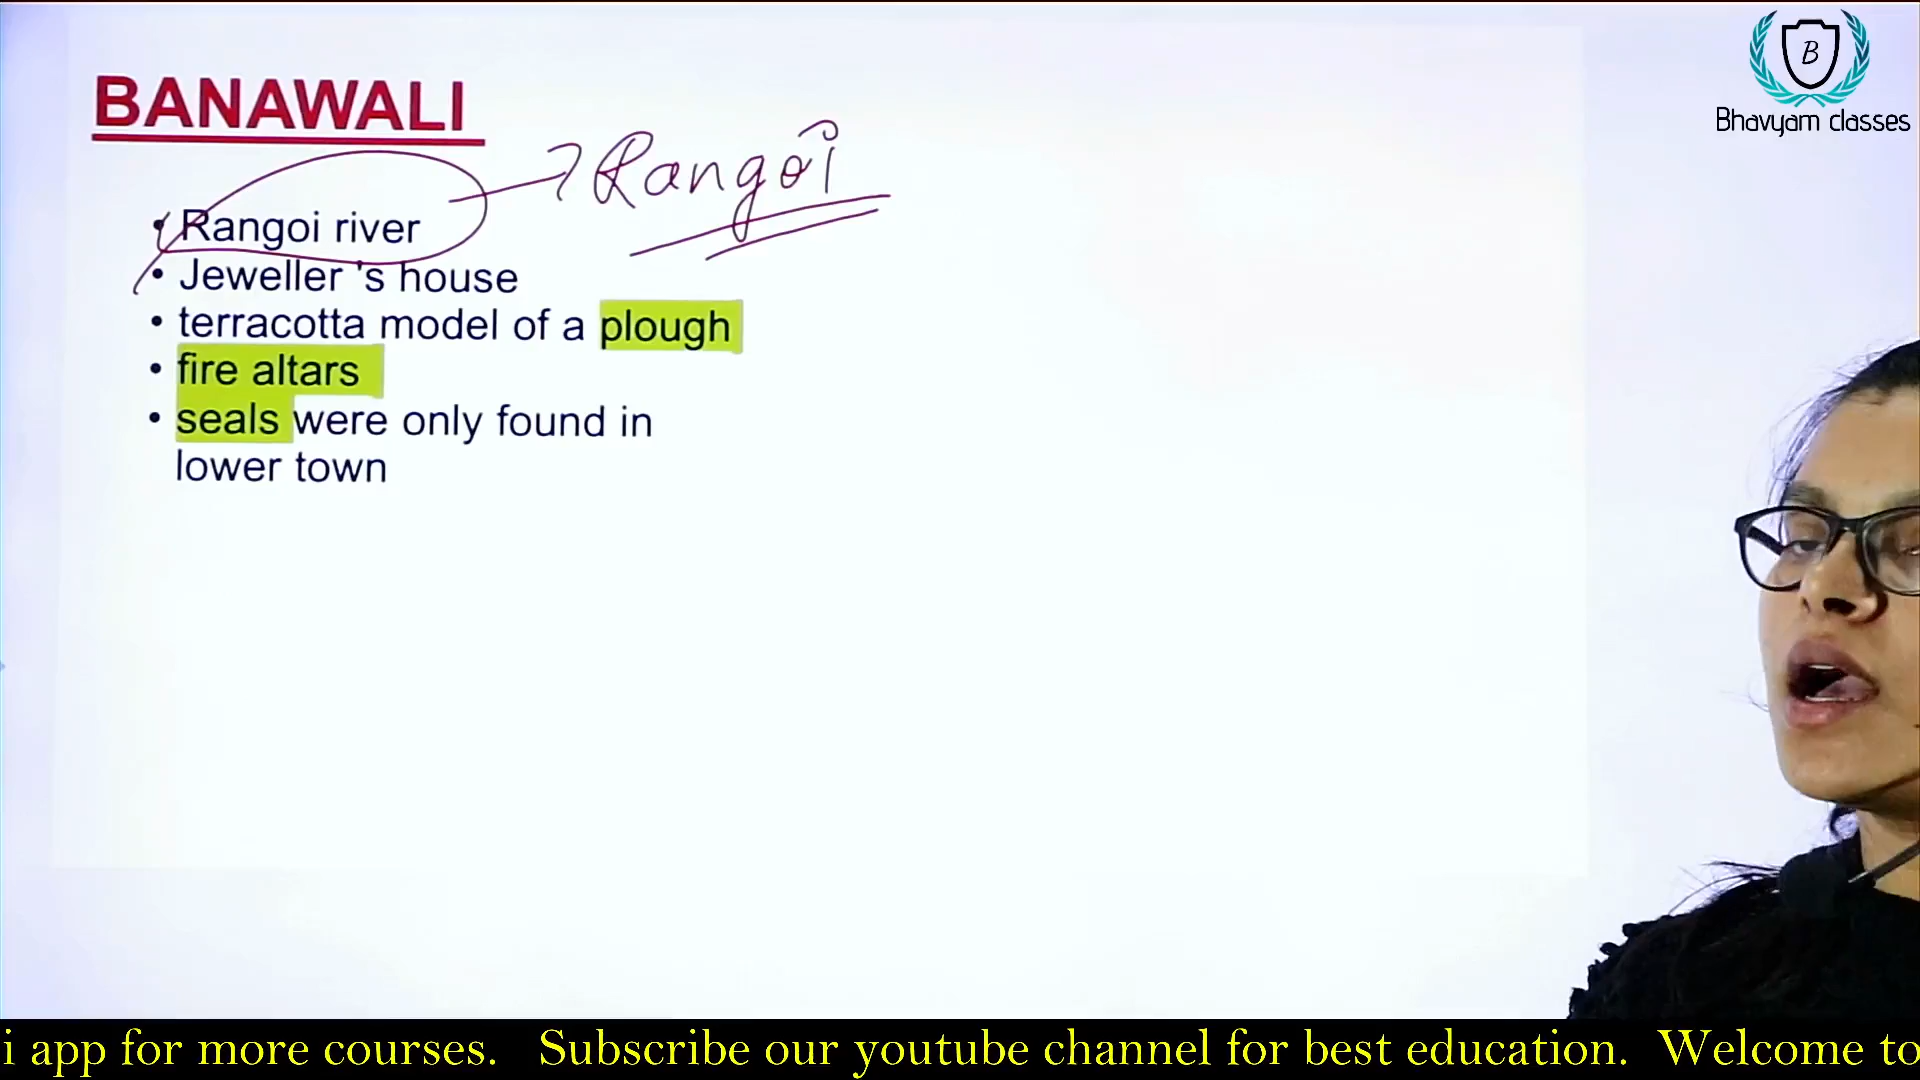 B
Bhavyam classes
BANAWALI
Rangoi
• Rangoi river
• Jeweller 's house
• terracotta model of a plough
• fire altars
• seals were only found in
lower town
i app for more courses. Subscribe our youtube channel for best education. Welcome to